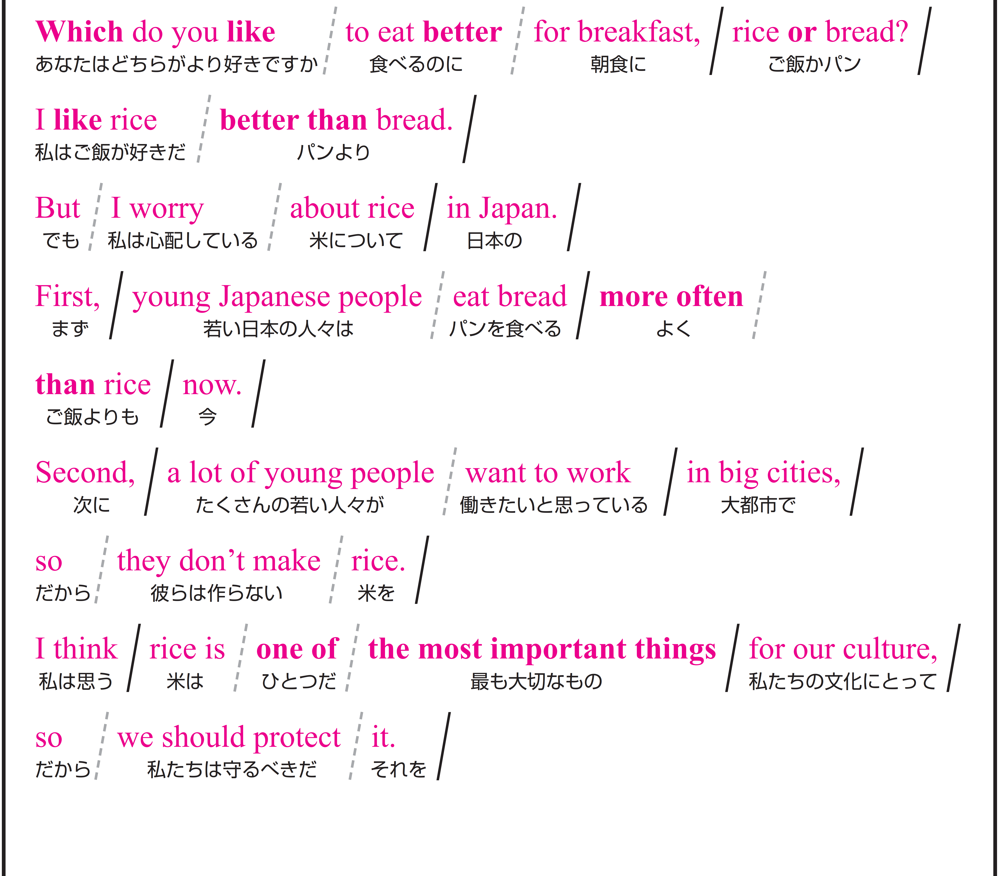 Which do you like to eat better for breakfast, rice or bread?
あなたはどちらがより好きですか 食べるのに 朝食に ご飯かパン
I like rice better than bread.
私はご飯が好きだ パンより
But I worry about rice in Japan.
でも 私は心配している 米について 日本の
First, young Japanese people eat bread more often
まず 若い日本の人々は パンを食べる よく
than rice now.
ご飯よりも 今
Second, a lot of young people want to work in big cities,
次に たくさんの若い人々が 働きたいと思っている 大都市で
so they don’t make rice.
だから 彼らは作らない 米を
I think rice is one of the most important things for our culture,
私は思う 米は ひとつだ 最も大切なもの 私たちの文化にとって
so we should protect it.
だから 私たちは守るべきだ それを